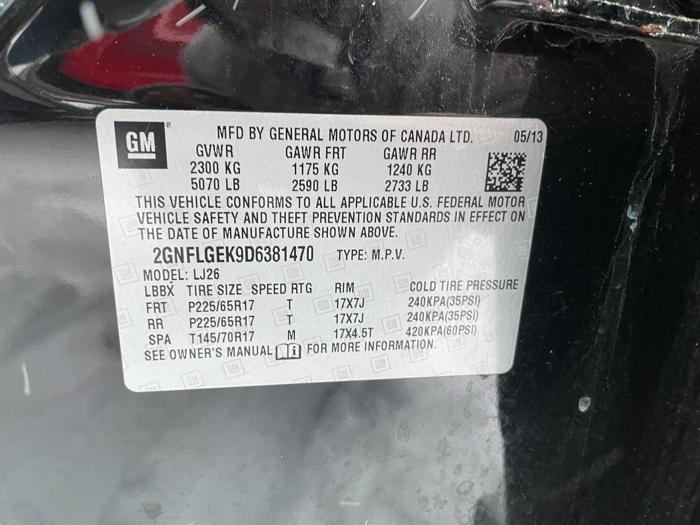 GM
MFD BY GENERAL MOTORS OF CANADA LTD. 05/13
GVWR GAWR FRT GAWR RR
2300 KG 1175 KG 1240 KG
5070 LB 2590 LB 2733 LB
THIS VEHICLE CONFORMS TO ALL APPLICABLE U.S. FEDERAL MOTOR
VEHICLE SAFETY AND THEFT PREVENTION STANDARDS IN EFFECT ON
THE DATE OF MANUFACTURE SHOWN ABOVE.
2GNFLGEK9D6381470 TYPE: M.P.V.
MODEL: LJ26
LBBX TIRE SIZE SPEED RTG RIM COLD TIRE PRESSURE
FRT P225/65R17 T 17X7J 240KPA(35PSI)
RR P225/65R17 T 17X7J 240KPA(35PSI)
SPA T145/70R17 M 17X4.5T 420KPA(60PSI)
SEE OWNER'S MANUAL FOR MORE INFORMATION.